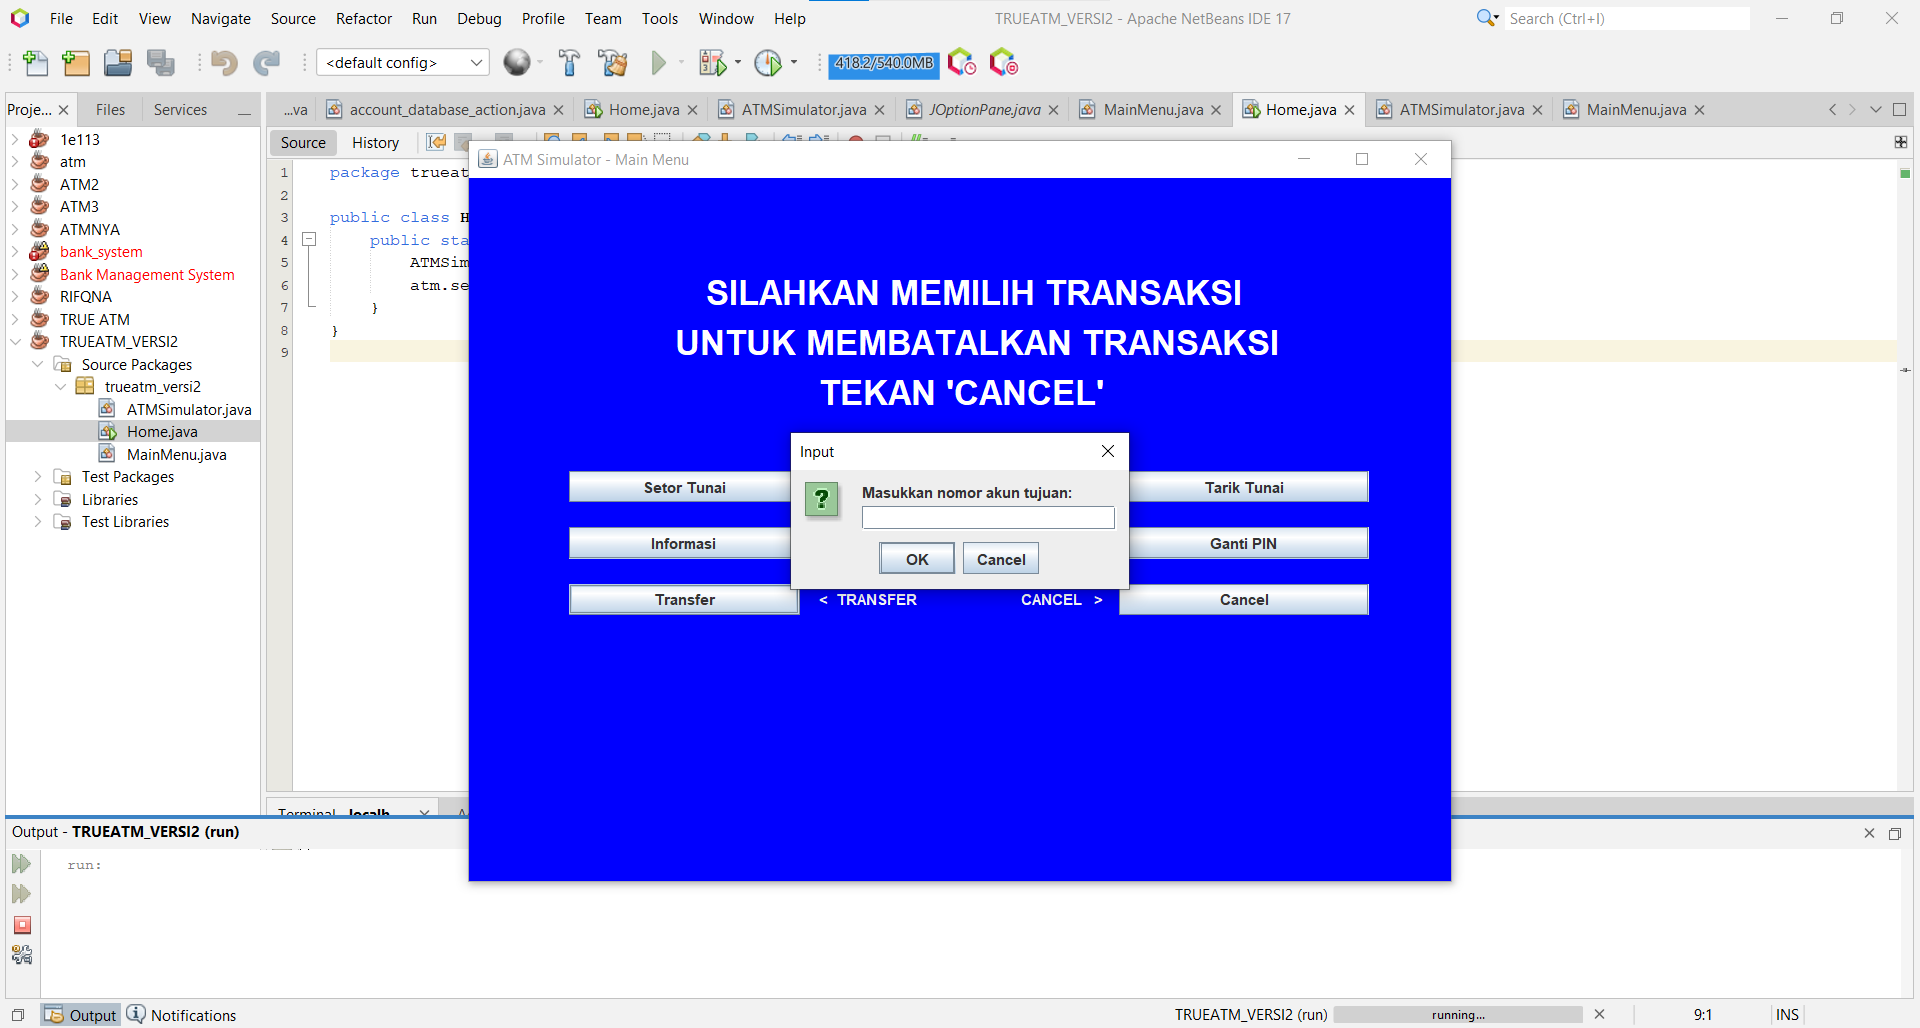 File Edit View Navigate Source Refactor Run Debug Profile Team Tools Window Help
TRUEATM_VERSI2 - Apache NetBeans IDE 17
Search (Ctrl+I)
<default config>
418.2/540.0MB
Proje... Files Services
...va account_database_action.java Home.java ATMSimulator.java JOptionPane.java MainMenu.java Home.java ATMSimulator.java MainMenu.java
Source History
1e113
atm
ATM2
ATM3
ATMNYA
bank_system
Bank Management System
RIFQNA
TRUE ATM
TRUEATM_VERSI2
Source Packages
trueatm_versi2
ATMSimulator.java
Home.java
MainMenu.java
Test Packages
Libraries
Test Libraries
1 package trueat
2
3 public class H
4 public sta
5 ATMSim
6 atm.se
7 }
8 }
9
ATM Simulator - Main Menu
SILAHKAN MEMILIH TRANSAKSI
UNTUK MEMBATALKAN TRANSAKSI
TEKAN 'CANCEL'
Setor Tunai
Informasi
Transfer
< TRANSFER
CANCEL >
Tarik Tunai
Ganti PIN
Cancel
Input
?
Masukkan nomor akun tujuan:
OK Cancel
Terminal - localh
Output - TRUEATM_VERSI2 (run)
run:
Output Notifications
TRUEATM_VERSI2 (run) running... 9:1 INS